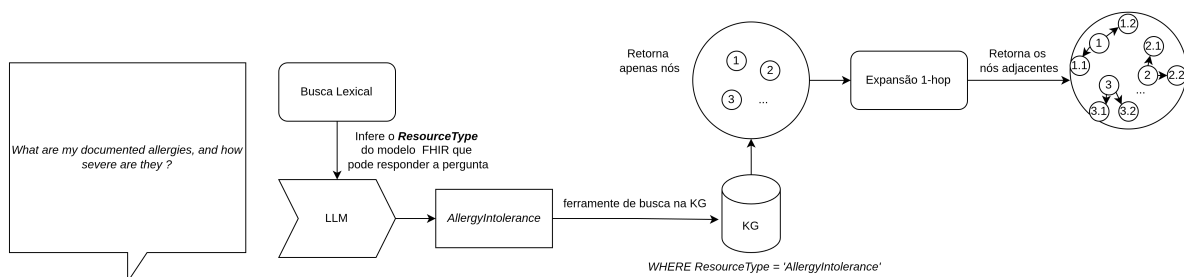 What are my documented allergies, and how
severe are they ?
Busca Lexical
Infere o ResourceType
do modelo FHIR que
pode responder a pergunta
LLM
AllergyIntolerance
ferramente de busca na KG
KG
WHERE ResourceType = 'AllergyIntolerance'
Retorna
apenas nós
1
2
3
...
Expansão 1-hop
Retorna os
nós adjacentes
1.2
1
2.1
1.1
2
2.2
3
...
3.1
3.2